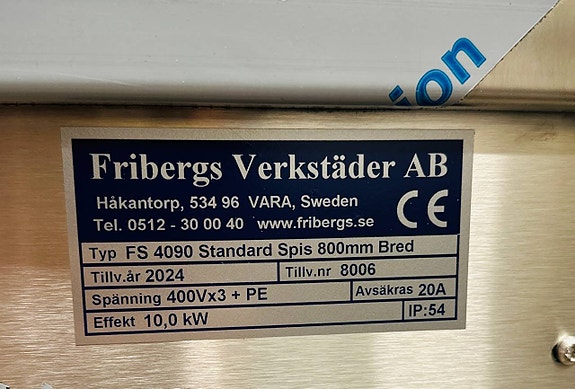 ion
Fribergs Verkstäder AB
Håkantorp, 534 96 VARA, Sweden
Tel. 0512 - 30 00 40 www.fribergs.se
CE
Typ FS 4090 Standard Spis 800mm Bred
Tillv.år 2024 Tillv.nr 8006
Spänning 400Vx3 + PE Avsäkras 20A
Effekt 10,0 kW IP:54